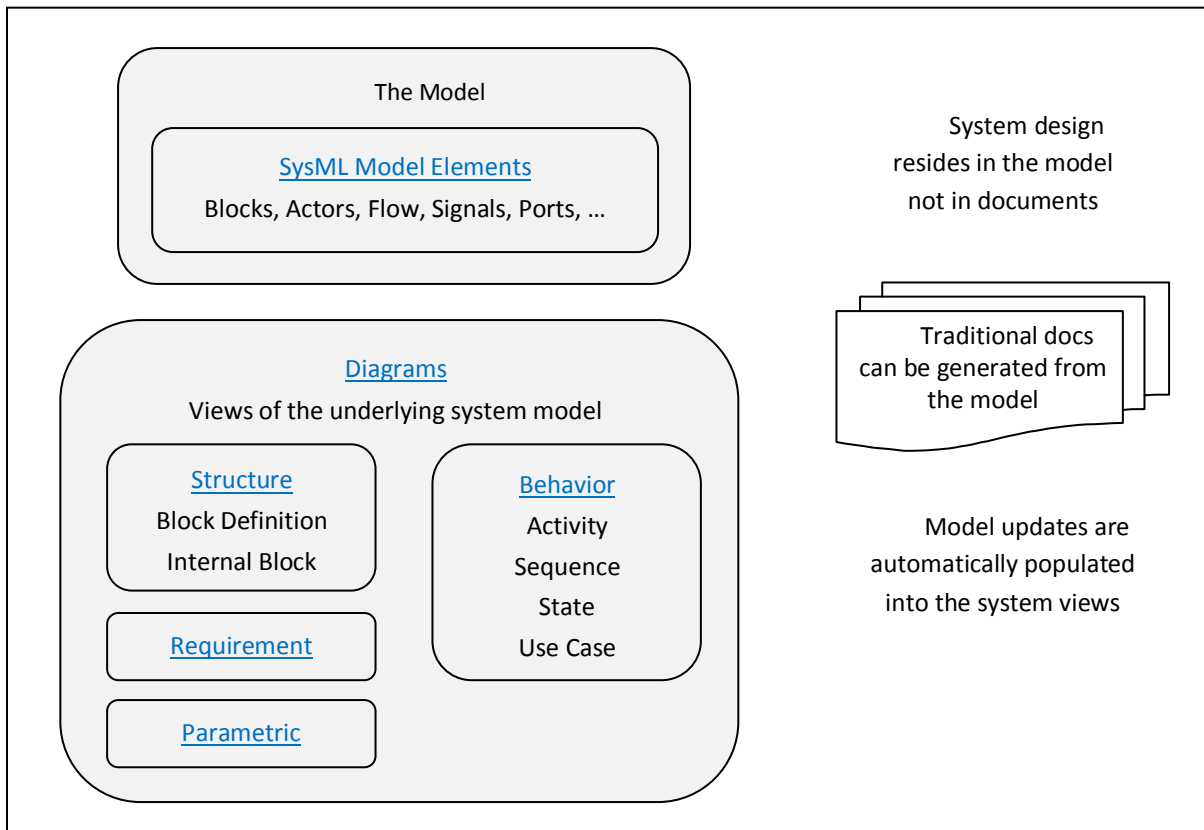 The Model
SysML Model Elements
Blocks, Actors, Flow, Signals, Ports, …
System design
resides in the model
not in documents
Traditional docs
can be generated from
the model
Diagrams
Views of the underlying system model
Structure
Block Definition
Internal Block
Requirement
Parametric
Behavior
Activity
Sequence
State
Use Case
Model updates are
automatically populated
into the system views